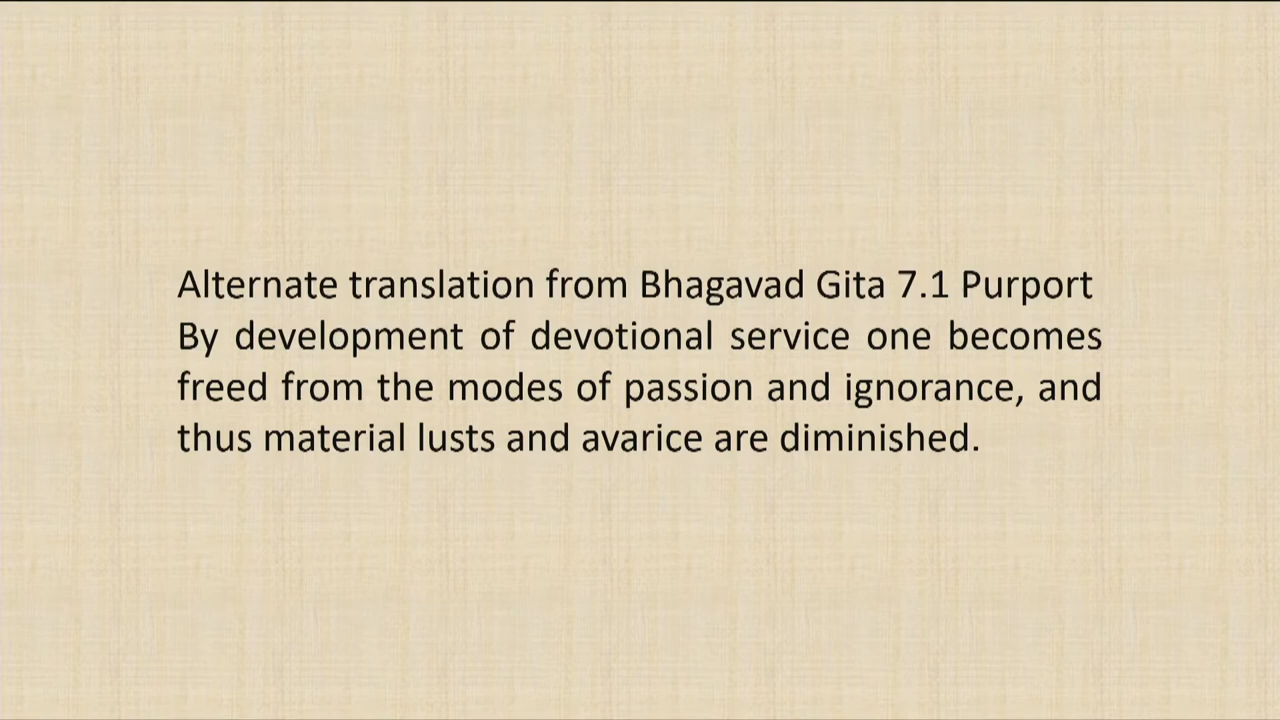 Alternate translation from Bhagavad Gita 7.1 Purport
By development of devotional service one becomes
freed from the modes of passion and ignorance, and
thus material lusts and avarice are diminished.